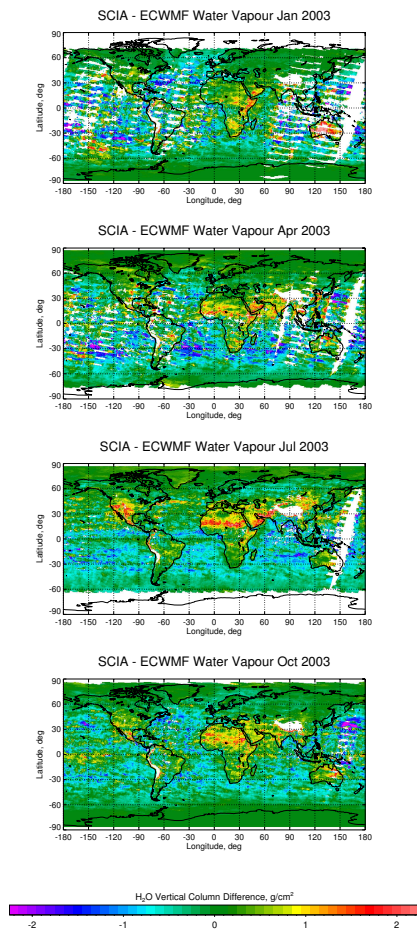 SCIA - ECWMF Water Vapour Jan 2003
90
60
30
0
-30
-60
-90
Latitude, deg
-180 -150 -120 -90 -60 -30 0 30 60 90 120 150 180
Longitude, deg
SCIA - ECWMF Water Vapour Apr 2003
90
60
30
0
-30
-60
-90
Latitude, deg
-180 -150 -120 -90 -60 -30 0 30 60 90 120 150 180
Longitude, deg
SCIA - ECWMF Water Vapour Jul 2003
90
60
30
0
-30
-60
-90
Latitude, deg
-180 -150 -120 -90 -60 -30 0 30 60 90 120 150 180
Longitude, deg
SCIA - ECWMF Water Vapour Oct 2003
90
60
30
0
-30
-60
-90
Latitude, deg
-180 -150 -120 -90 -60 -30 0 30 60 90 120 150 180
Longitude, deg
H₂O Vertical Column Difference, g/cm²
-2 -1 0 1 2